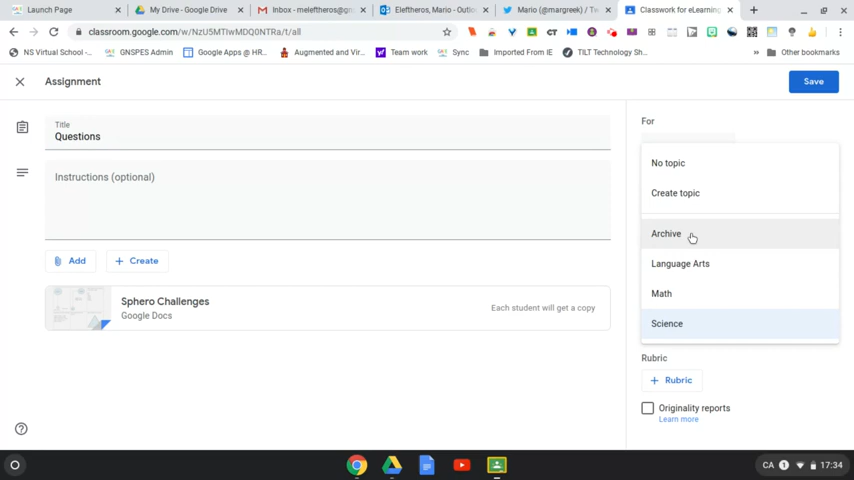 Launch Page
My Drive - Google Drive
Inbox - meleftheros@gn
Eleftheros, Mario - Outlo
Mario (@margreek) / Tw
Classwork for eLearning
classroom.google.com/w/NzU5MTIwMDQ0NTRa/t/all
NS Virtual School -...
GNSPES Admin
Google Apps @ HR...
Augmented and Vir...
Team work
Sync
Imported From IE
TILT Technology Sh...
»
Other bookmarks
Assignment
Save
Title
Questions
Instructions (optional)
Add
+ Create
Sphero Challenges
Google Docs
Each student will get a copy
For
No topic
Create topic
Archive
Language Arts
Math
Science
Rubric
+ Rubric
Originality reports
Learn more
CA
1
17:34